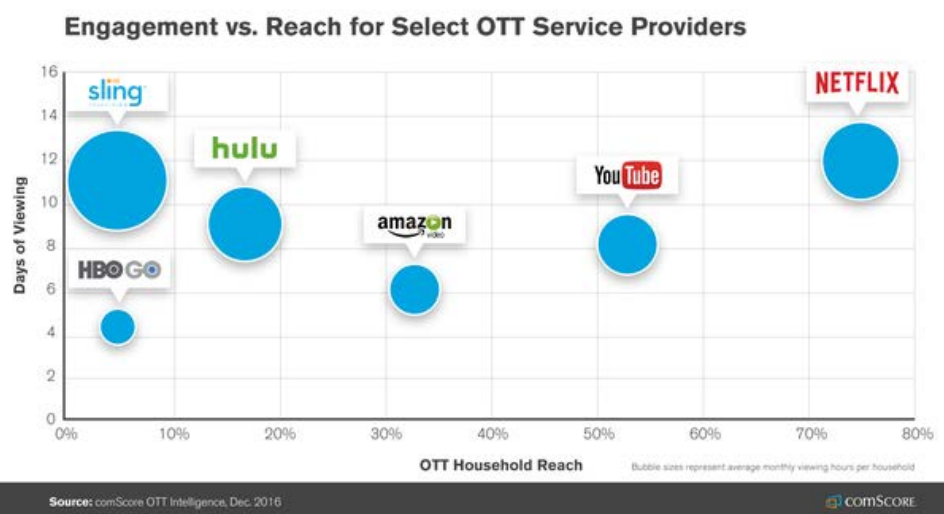 Engagement vs. Reach for Select OTT Service Providers
16
14
12
10
8
6
4
2
0
Days of Viewing
sling
hulu
amazon
video
YouTube
NETFLIX
HBO GO
0% 10% 20% 30% 40% 50% 60% 70% 80%
OTT Household Reach
Bubble sizes represent average monthly viewing hours per household
Source: comScore OTT Intelligence, Dec. 2016
comSCORE